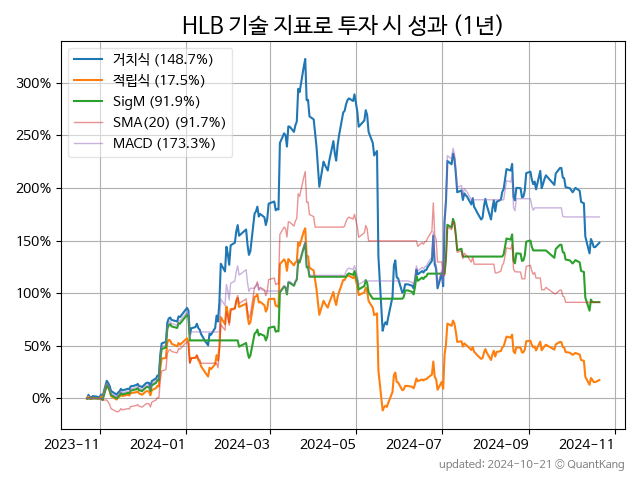 HLB 기술 지표로 투자 시 성과 (1년)
거치식 (148.7%)
적립식 (17.5%)
SigM (91.9%)
SMA(20) (91.7%)
MACD (173.3%)
300%
250%
200%
150%
100%
50%
0%
2023-11 2024-01 2024-03 2024-05 2024-07 2024-09 2024-11
updated: 2024-10-21 © QuantKang